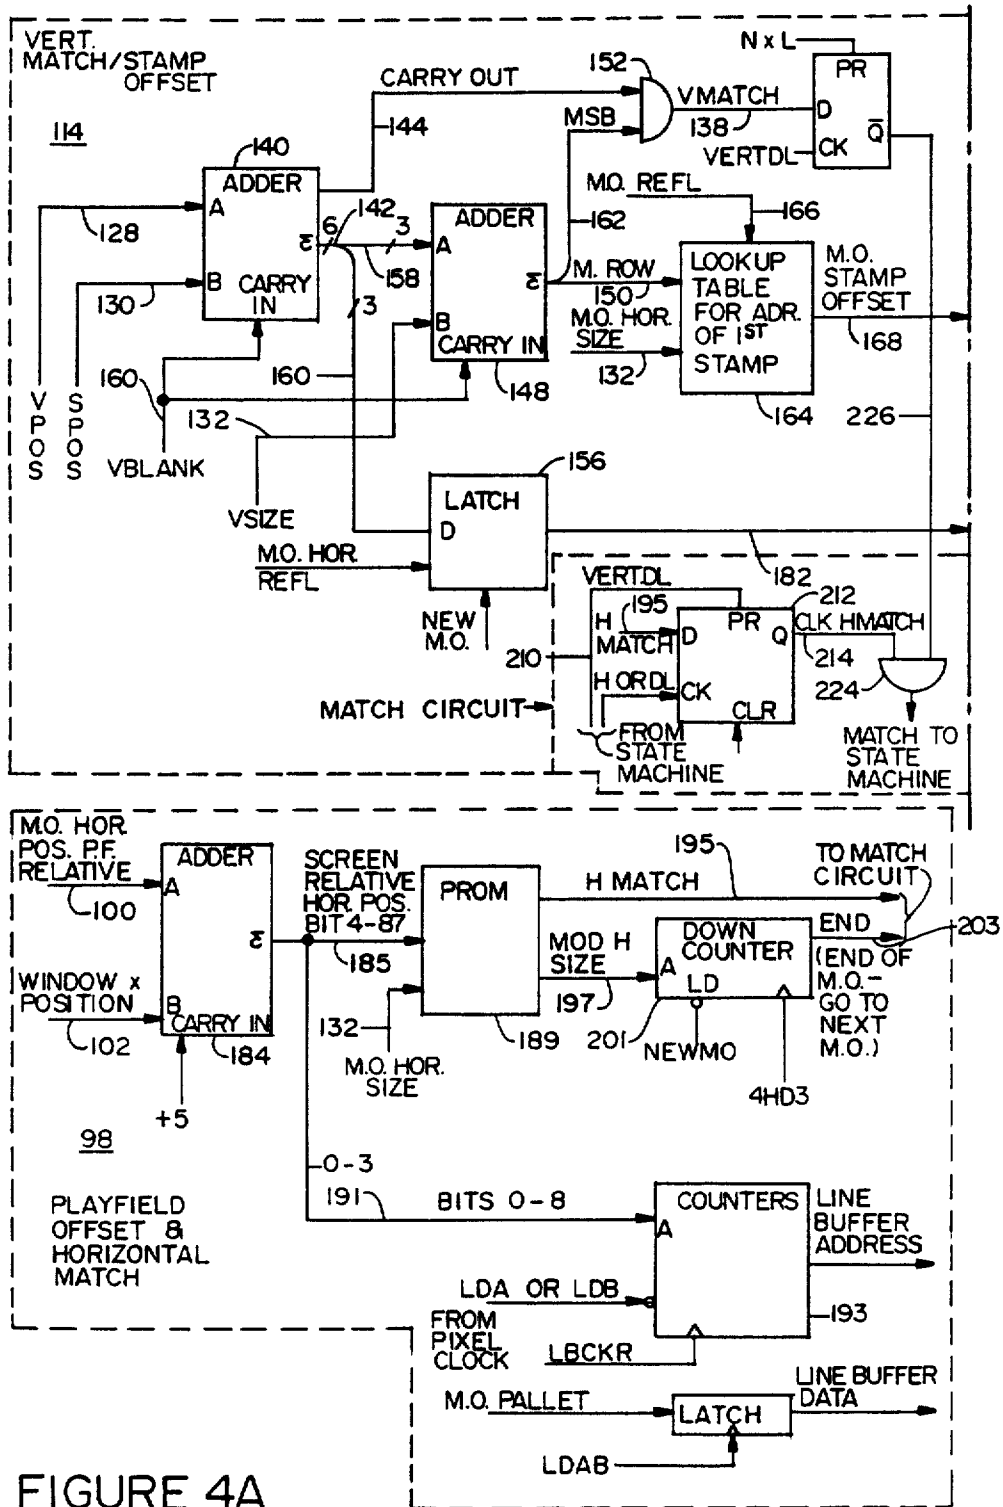 VERT.
MATCH/STAMP
OFFSET
114
CARRY OUT
144
152
N x L
PR
VMATCH
138
D
Q̅
CK
VERTDL
MSB
140
ADDER
A
B
Σ
CARRY
IN
128
130
142
6
3
158
3
160
ADDER
A
B
Σ
CARRY IN
148
162
M.O. REFL
166
M. ROW
150
M.O. HOR.
SIZE
132
LOOKUP
TABLE
FOR ADR.
OF 1ST
STAMP
164
M.O.
STAMP
OFFSET
168
226
VPOS
SPOS
160
VBLANK
132
VSIZE
156
LATCH
D
M.O. HOR.
REFL
NEW
M.O.
182
VERTDL
H
MATCH
195
210
H ORDL
D
PR
Q
CK
CLR
212
CLK HMATCH
214
224
MATCH CIRCUIT
FROM
STATE
MACHINE
MATCH TO
STATE
MACHINE
M.O. HOR.
POS. P.F.
RELATIVE
100
WINDOW x
POSITION
102
ADDER
A
Σ
B
CARRY IN
184
+5
SCREEN
RELATIVE
HOR. POS.
BIT 4-87
185
PROM
189
132
M.O. HOR.
SIZE
H MATCH
195
TO MATCH
CIRCUIT
MOD H
SIZE
197
DOWN
COUNTER
A
LD
201
NEWMO
4HD3
END
203
(END OF
M.O.-
GO TO
NEXT
M.O.)
98
PLAYFIELD
OFFSET &
HORIZONTAL
MATCH
0-3
191
BITS 0-8
COUNTERS
A
193
LINE
BUFFER
ADDRESS
LDA OR LDB
FROM
PIXEL
CLOCK
LBCKR
M.O. PALLET
LATCH
LDAB
LINE BUFFER
DATA
FIGURE 4A